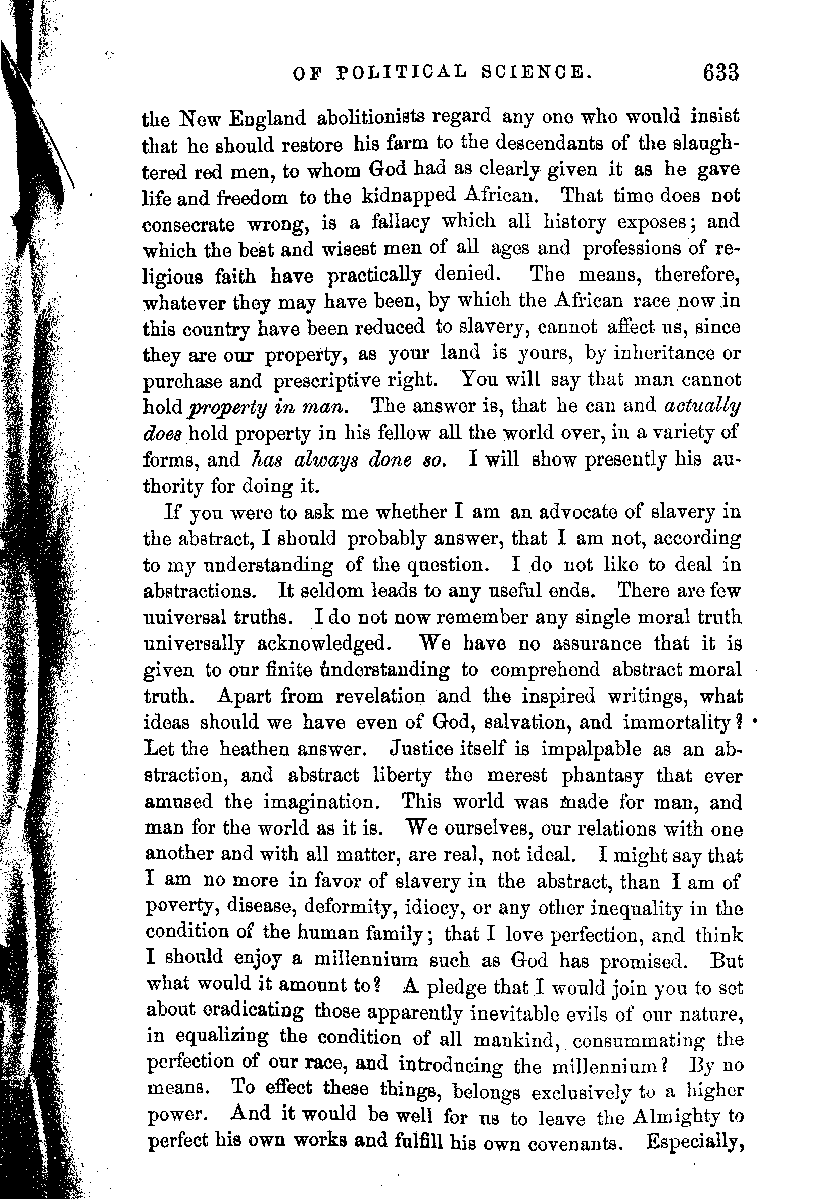 OF POLITICAL SCIENCE. 633
the New England abolitionists regard any one who would insist
that he should restore his farm to the descendants of the slaugh-
tered red men, to whom God had as clearly given it as he gave
life and freedom to the kidnapped African. That time does not
consecrate wrong, is a fallacy which all history exposes; and
which the best and wisest men of all ages and professions of re-
ligious faith have practically denied. The means, therefore,
whatever they may have been, by which the African race now in
this country have been reduced to slavery, cannot affect us, since
they are our property, as your land is yours, by inheritance or
purchase and prescriptive right. You will say that man cannot
hold property in man. The answer is, that he can and actually
does hold property in his fellow all the world over, in a variety of
forms, and has always done so. I will show presently his au-
thority for doing it.
If you were to ask me whether I am an advocate of slavery in
the abstract, I should probably answer, that I am not, according
to my understanding of the question. I do not like to deal in
abstractions. It seldom leads to any useful ends. There are few
universal truths. I do not now remember any single moral truth
universally acknowledged. We have no assurance that it is
given to our finite understanding to comprehend abstract moral
truth. Apart from revelation and the inspired writings, what
ideas should we have even of God, salvation, and immortality?
Let the heathen answer. Justice itself is impalpable as an ab-
straction, and abstract liberty the merest phantasy that ever
amused the imagination. This world was made for man, and
man for the world as it is. We ourselves, our relations with one
another and with all matter, are real, not ideal. I might say that
I am no more in favor of slavery in the abstract, than I am of
poverty, disease, deformity, idiocy, or any other inequality in the
condition of the human family; that I love perfection, and think
I should enjoy a millennium such as God has promised. But
what would it amount to? A pledge that I would join you to set
about eradicating those apparently inevitable evils of our nature,
in equalizing the condition of all mankind, consummating the
perfection of our race, and introducing the millennium? By no
means. To effect these things, belongs exclusively to a higher
power. And it would be well for us to leave the Almighty to
perfect his own works and fulfill his own covenants. Especially,